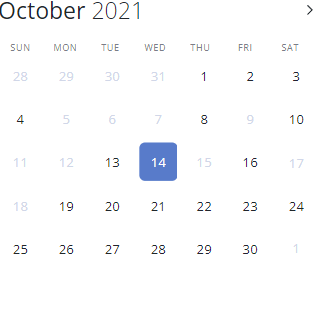 October 2021
SUN MON TUE WED THU FRI SAT
28 29 30 31 1 2 3
4 5 6 7 8 9 10
11 12 13 14 15 16 17
18 19 20 21 22 23 24
25 26 27 28 29 30 1